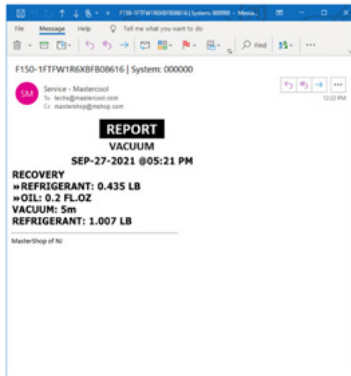 F150-1FTFW1R6XBFB08616 | System: 000000 - Messa...
File Message Help Tell me what you want to do
Find
F150-1FTFW1R6XBFB08616 | System: 000000
SM
Service - Mastercool
To techs@mastercool.com
Cc mastershop@mshop.com
12:22 PM
REPORT
VACUUM
SEP-27-2021 @05:21 PM
RECOVERY
»REFRIGERANT: 0.435 LB
»OIL: 0.2 FL.OZ
VACUUM: 5m
REFRIGERANT: 1.007 LB
MasterShop of NJ